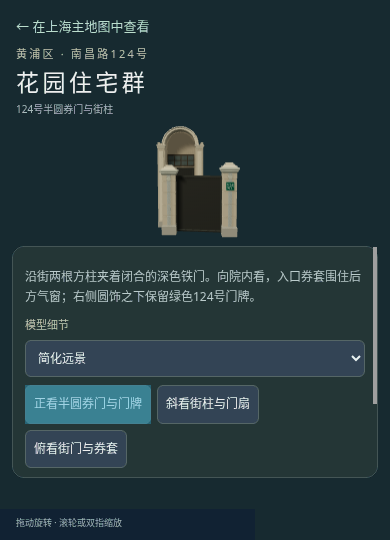 ← 在上海主地图中查看
黄浦区 · 南昌路124号
花园住宅群
124号半圆券门与街柱
沿街两根方柱夹着闭合的深色铁门。向院内看，入口券套围住后
方气窗；右侧圆饰之下保留绿色124号门牌。
模型细节
简化远景
正看半圆券门与门牌
斜看街柱与门扇
俯看街门与券套
拖动旋转 · 滚轮或双指缩放